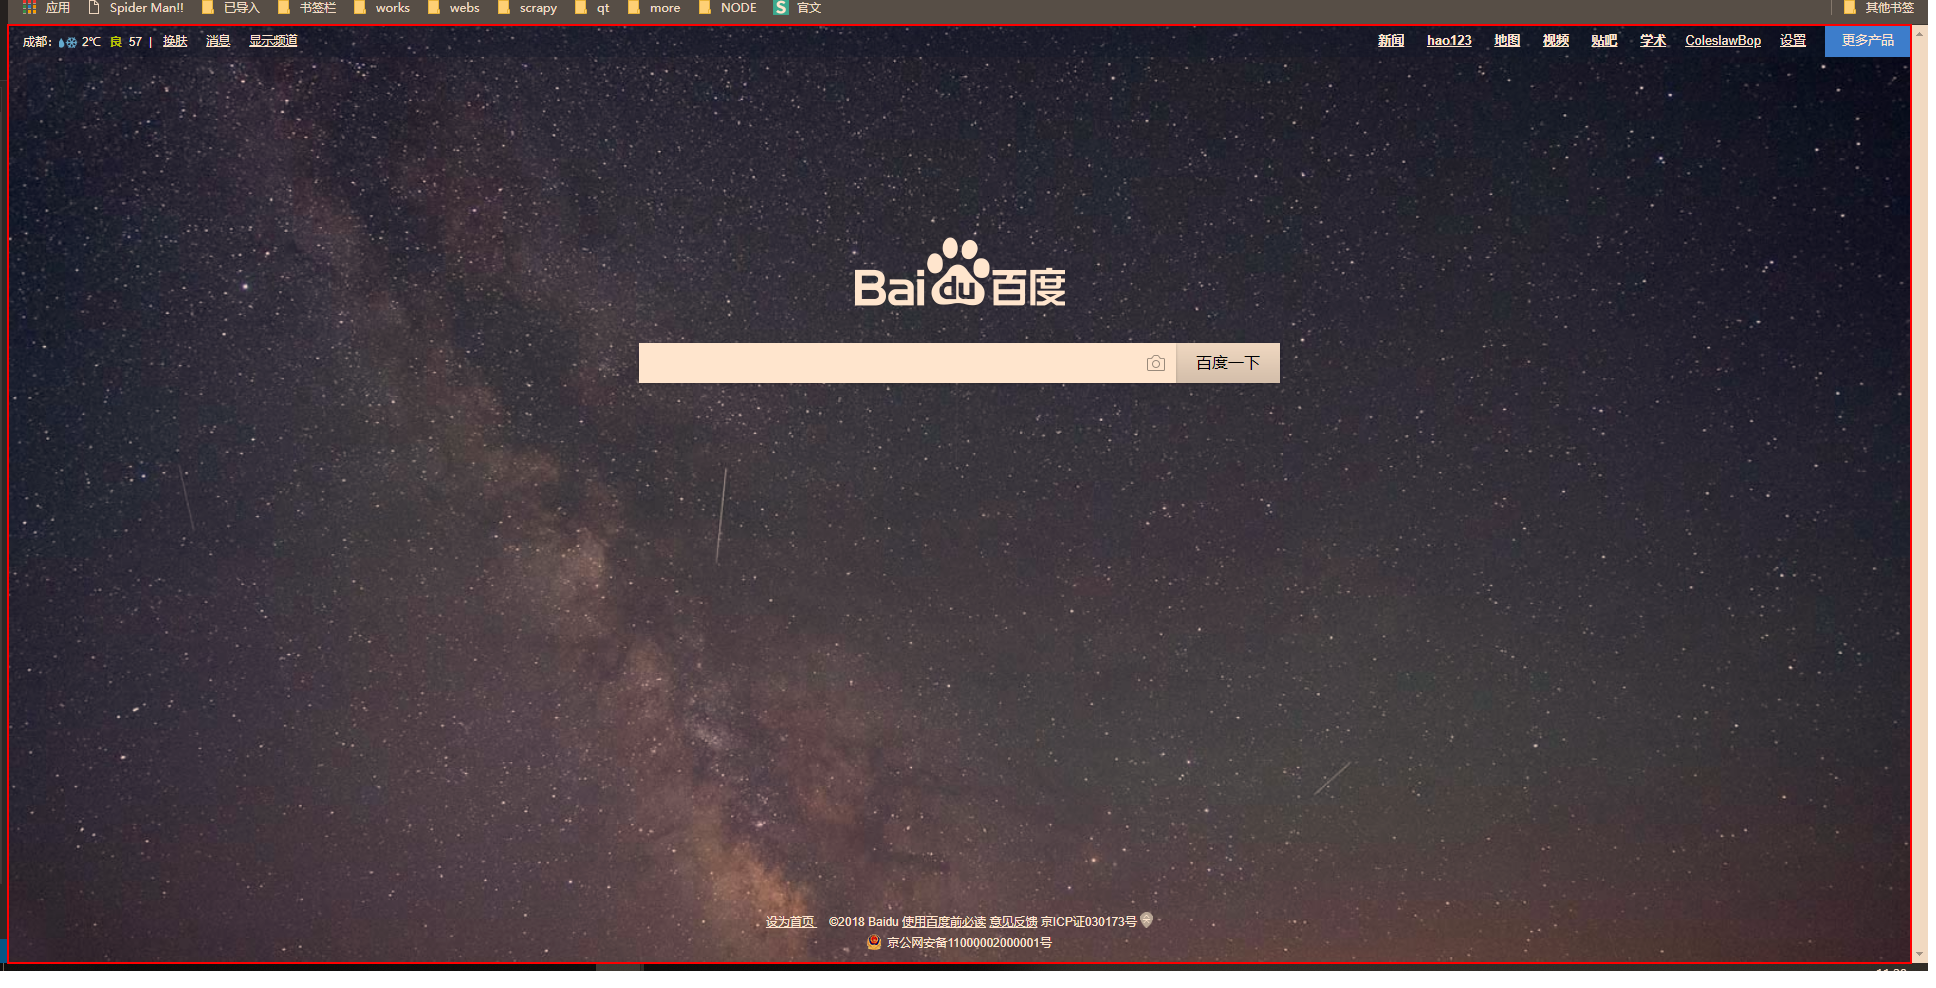 应用 Spider Man!! 已导入 书签栏 works webs scrapy qt more NODE S 官文 其他书签
成都: 2℃ 良 57 | 换肤 消息 显示频道 新闻 hao123 地图 视频 贴吧 学术 ColeslawBop 设置 更多产品
Bai du 百度
百度一下
设为首页 ©2018 Baidu 使用百度前必读 意见反馈 京ICP证030173号
京公网安备11000002000001号